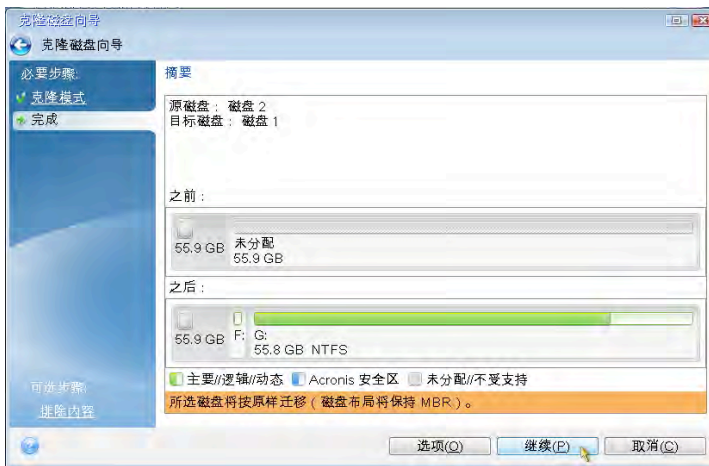 克隆磁盘向导
克隆磁盘向导
必要步骤:
克隆模式
完成
摘要
源磁盘： 磁盘 2
目标磁盘： 磁盘 1
之前：
55.9 GB
未分配
55.9 GB
之后：
55.9 GB
F:
G:
55.8 GB NTFS
主要//逻辑//动态 Acronis 安全区 未分配//不受支持
所选磁盘将按原样迁移（磁盘布局将保持 MBR）。
可选步骤:
排除内容
选项(O) 继续(P) 取消(C)